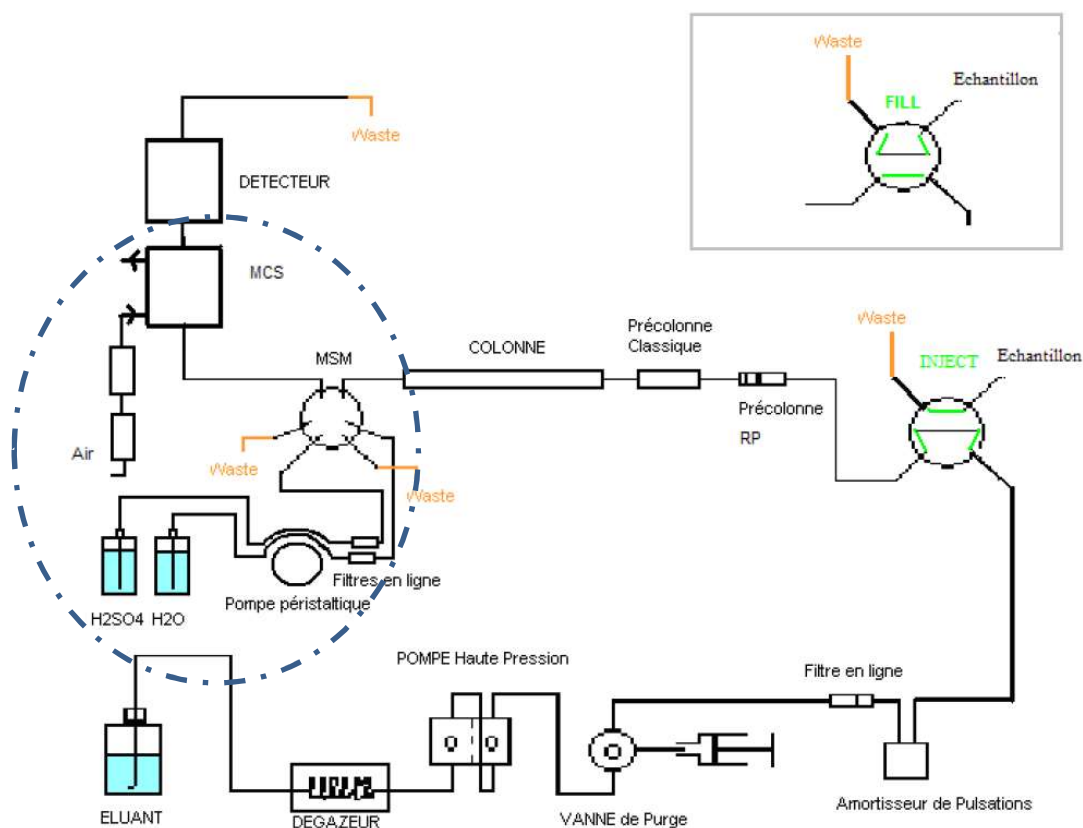 Waste
Echantillon
FILL
Waste
DETECTEUR
MCS
Air
MSM
COLONNE
Précolonne
Classique
Précolonne
RP
Waste
INJECT
Echantillon
Waste
Waste
Filtres en ligne
Pompe péristaltique
H2SO4
H2O
POMPE Haute Pression
Filtre en ligne
ELUANT
DEGAZEUR
VANNE de Purge
Amortisseur de Pulsations